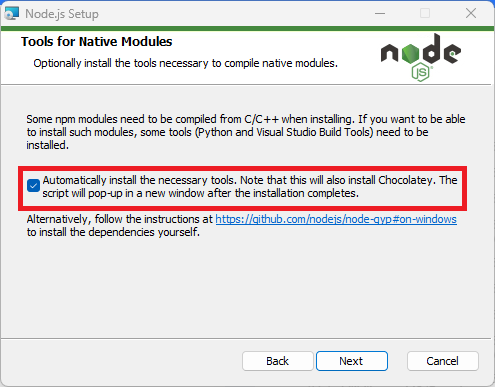 Node.js Setup
Tools for Native Modules
Optionally install the tools necessary to compile native modules.
node
JS
Some npm modules need to be compiled from C/C++ when installing. If you want to be able
to install such modules, some tools (Python and Visual Studio Build Tools) need to be
installed.
Automatically install the necessary tools. Note that this will also install Chocolatey. The
script will pop-up in a new window after the installation completes.
Alternatively, follow the instructions at https://github.com/nodejs/node-gyp#on-windows
to install the dependencies yourself.
Back
Next
Cancel